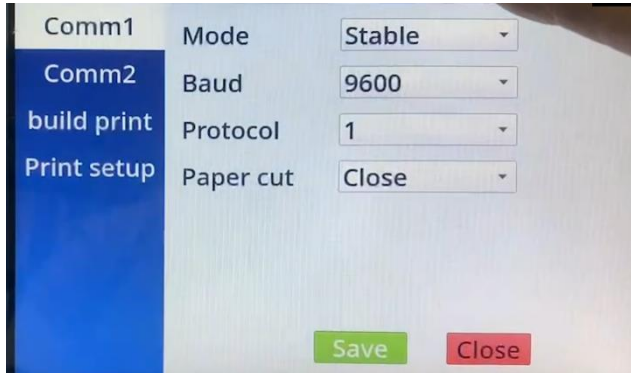 Comm1
Comm2
build print
Print setup
Mode Stable
Baud 9600
Protocol 1
Paper cut Close
Save Close